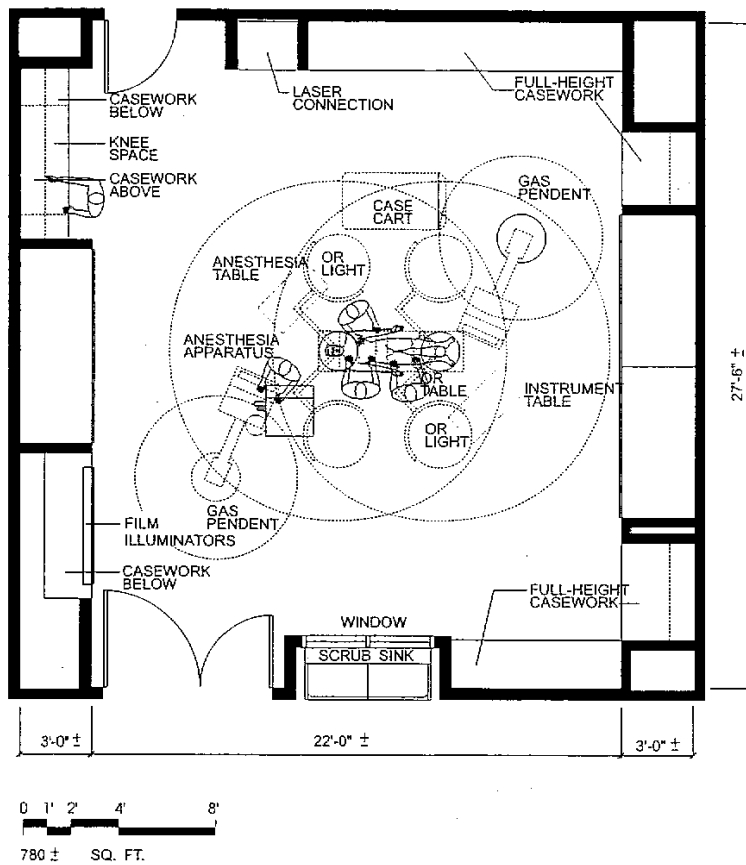 CASEWORK
BELOW
KNEE
SPACE
CASEWORK
ABOVE
LASER
CONNECTION
FULL-HEIGHT
CASEWORK
GAS
PENDENT
CASE
CART
ANESTHESIA
TABLE
OR
LIGHT
ANESTHESIA
APPARATUS
OR
TABLE
INSTRUMENT
TABLE
OR
LIGHT
GAS
PENDENT
FILM
ILLUMINATORS
CASEWORK
BELOW
FULL-HEIGHT
CASEWORK
WINDOW
SCRUB SINK
27'-6" ±
3'-0" ±
22'-0" ±
3'-0" ±
0 1' 2' 4' 8'
780 ± SQ. FT.